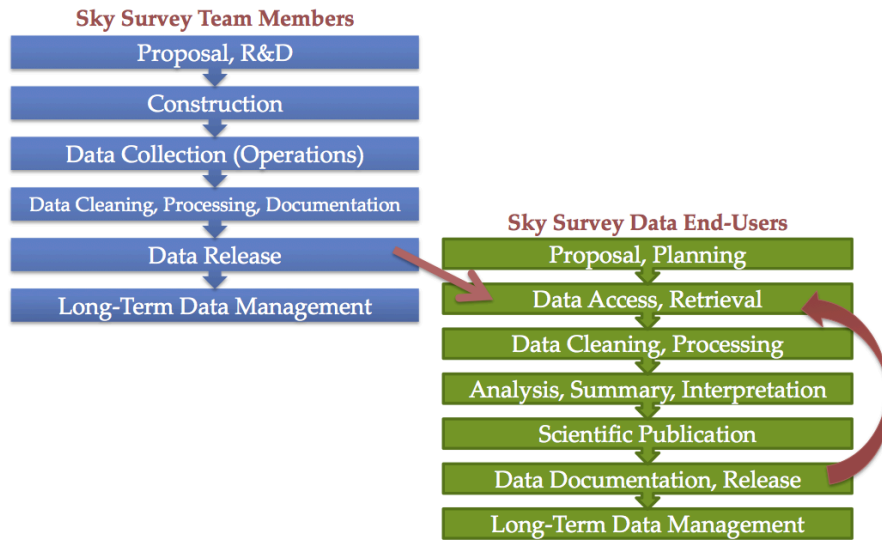 Sky Survey Team Members
Proposal, R&D
Construction
Data Collection (Operations)
Data Cleaning, Processing, Documentation
Data Release
Long-Term Data Management
Sky Survey Data End-Users
Proposal, Planning
Data Access, Retrieval
Data Cleaning, Processing
Analysis, Summary, Interpretation
Scientific Publication
Data Documentation, Release
Long-Term Data Management